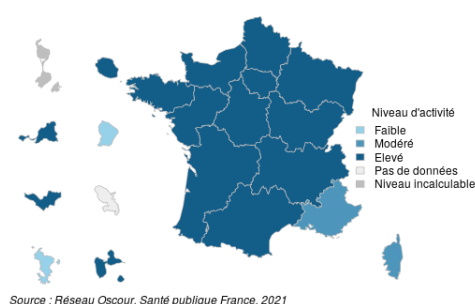 Niveau d'activité
Faible
Modéré
Elevé
Pas de données
Niveau incalculable
Source : Réseau Oscour, Santé publique France, 2021